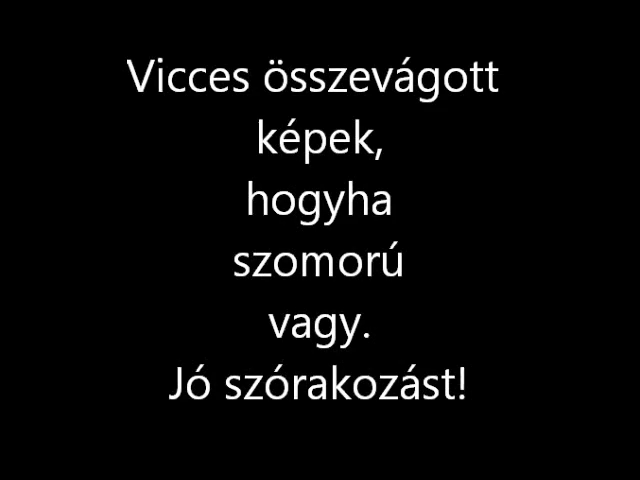 Vicces összevágott
képek,
hogyha
szomorú
vagy.
Jó szórakozást!